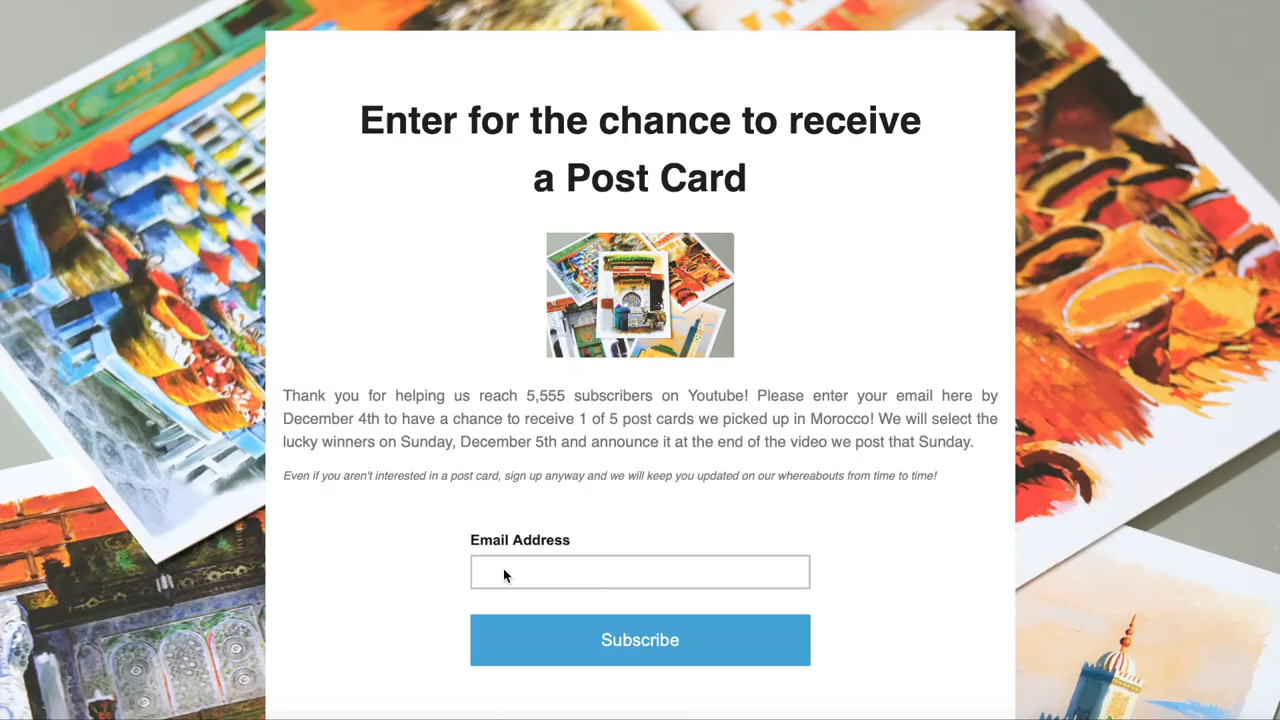 Enter for the chance to receive
a Post Card
Thank you for helping us reach 5,555 subscribers on Youtube! Please enter your email here by
December 4th to have a chance to receive 1 of 5 post cards we picked up in Morocco! We will select the
lucky winners on Sunday, December 5th and announce it at the end of the video we post that Sunday.
Even if you aren't interested in a post card, sign up anyway and we will keep you updated on our whereabouts from time to time!
Email Address
Subscribe